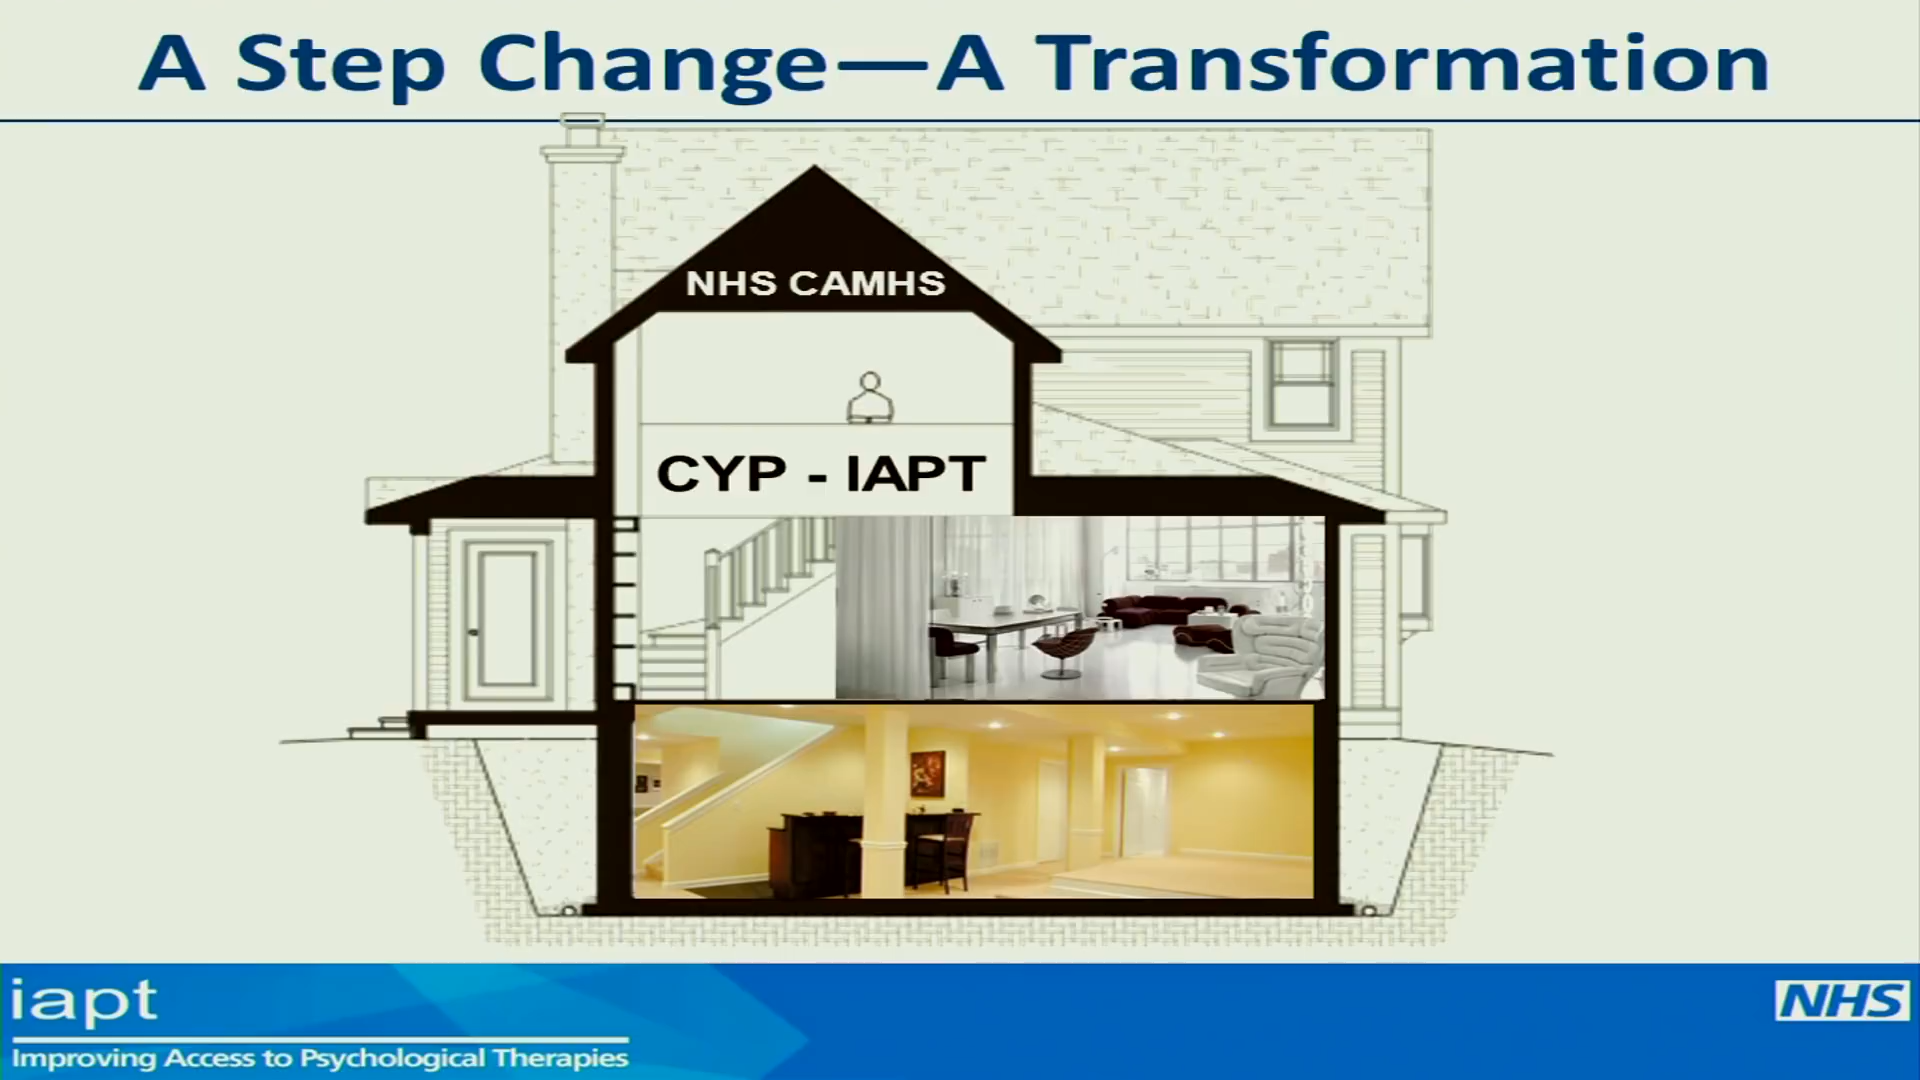 A Step Change—A Transformation
NHS CAMHS
CYP - IAPT
iapt
Improving Access to Psychological Therapies
NHS